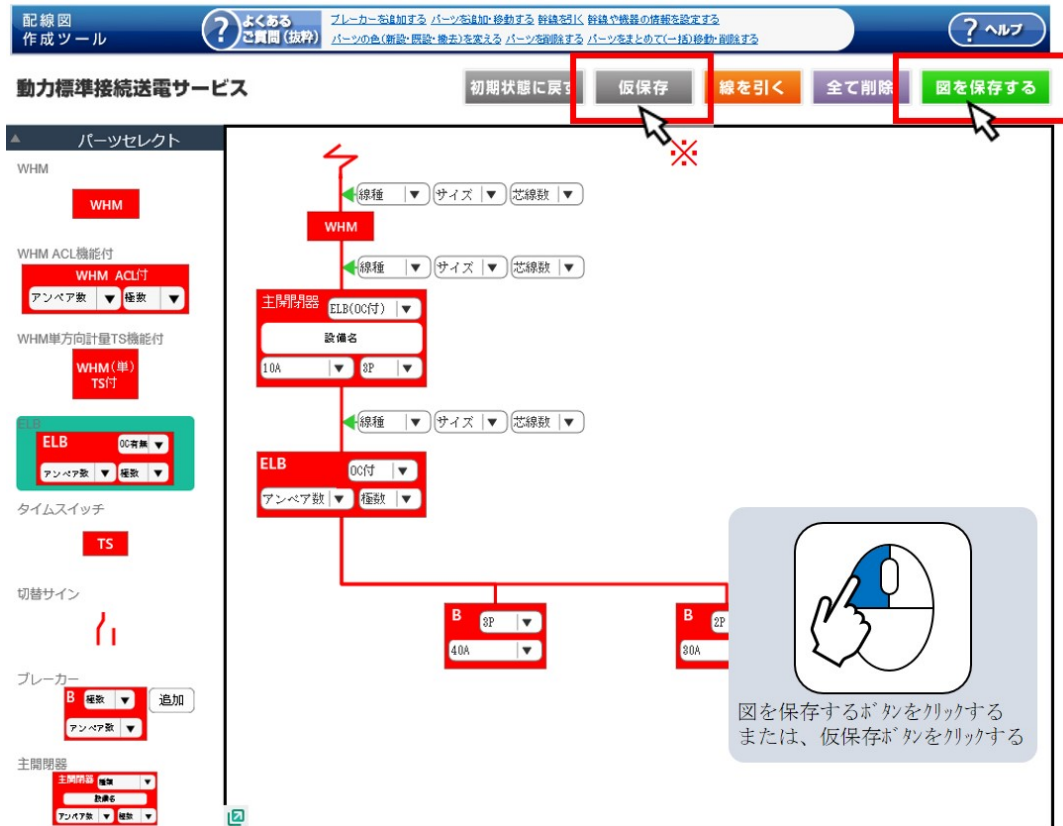 配線図
作成ツール
? よくある
ご質問(抜粋)
ブレーカーを追加する パーツを追加・移動する 幹線を引く 幹線や機器の情報を設定する
パーツの色(新設・既設・撤去)を変える パーツを削除する パーツをまとめて(一括)移動・削除する
? ヘルプ
動力標準接続送電サービス
初期状態に戻す
仮保存
線を引く
全て削除
図を保存する
※
パーツセレクト
WHM
WHM
WHM ACL機能付
WHM ACL付
アンペア数 ▼ 極数 ▼
WHM単方向計量TS機能付
WHM(単)
TS付
ELB
ELB OC有無 ▼
アンペア数 ▼ 極数 ▼
タイムスイッチ
TS
切替サイン
ブレーカー
B 極数 ▼ 追加
アンペア数 ▼
主開閉器
主開閉器 種類 ▼
設備名
アンペア数 ▼ 極数 ▼
線種 ▼ サイズ ▼ 芯線数 ▼
WHM
線種 ▼ サイズ ▼ 芯線数 ▼
主開閉器 ELB(OC付) ▼
設備名
10A ▼ 3P ▼
線種 ▼ サイズ ▼ 芯線数 ▼
ELB OC付 ▼
アンペア数 ▼ 極数 ▼
B 3P ▼
40A ▼
B 2P
30A
図を保存するボタンをクリックする
または、仮保存ボタンをクリックする